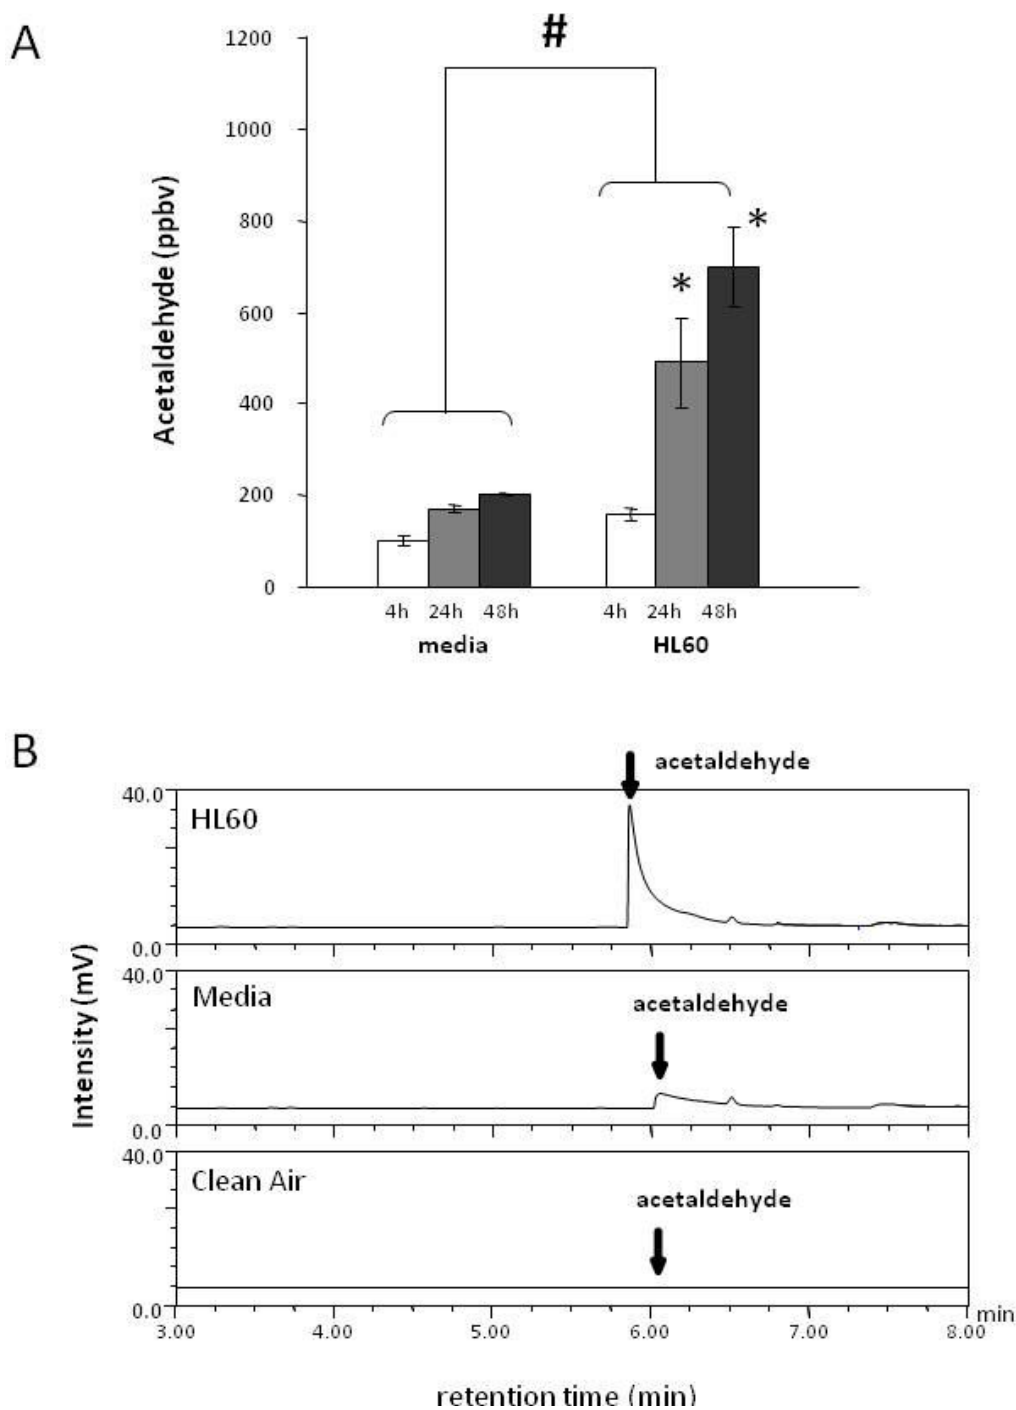 A
#
1200
1000
800
600
400
200
0
Acetaldehyde (ppbv)
*
*
4h 24h 48h 4h 24h 48h
media HL60
B
acetaldehyde
40.0
HL60
0.0
40.0
Media
acetaldehyde
0.0
40.0
Clean Air
acetaldehyde
0.0
Intensity (mV)
3.00 4.00 5.00 6.00 7.00 8.00 min
retention time (min)